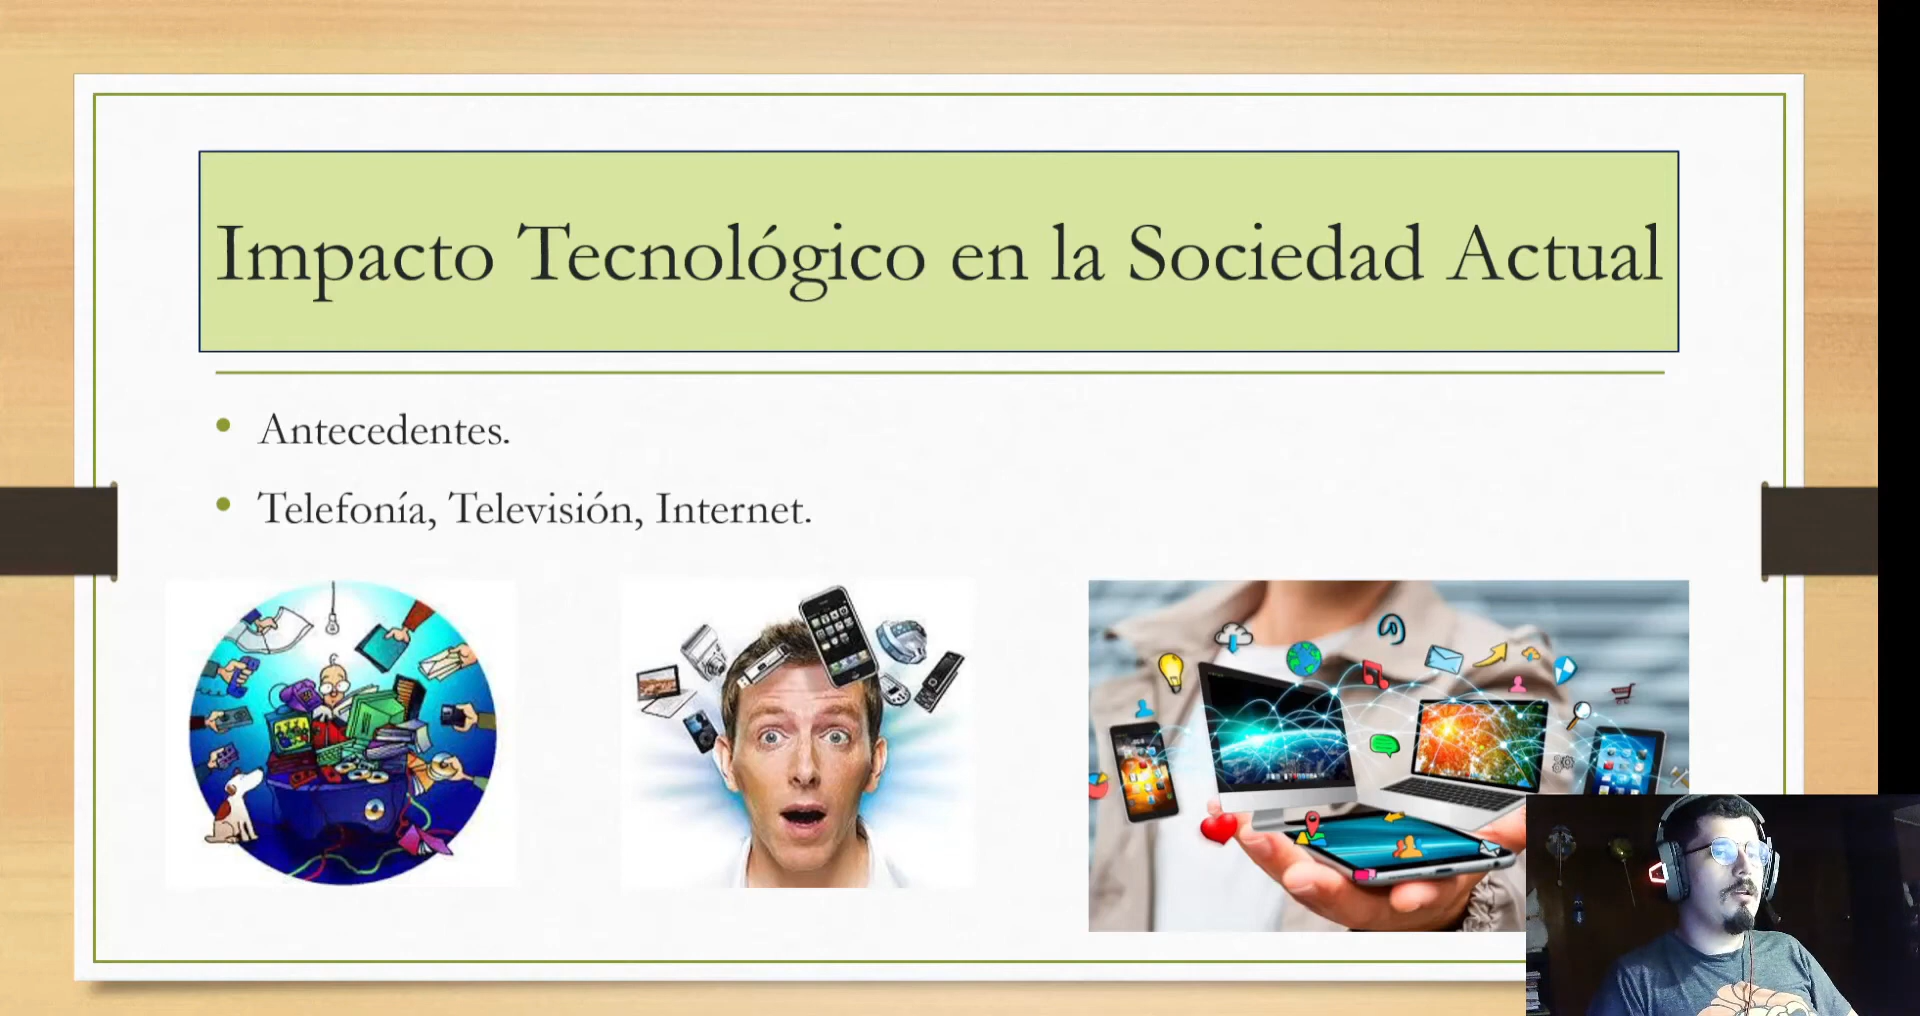 Impacto Tecnológico en la Sociedad Actual
Antecedentes.
Telefonía, Televisión, Internet.